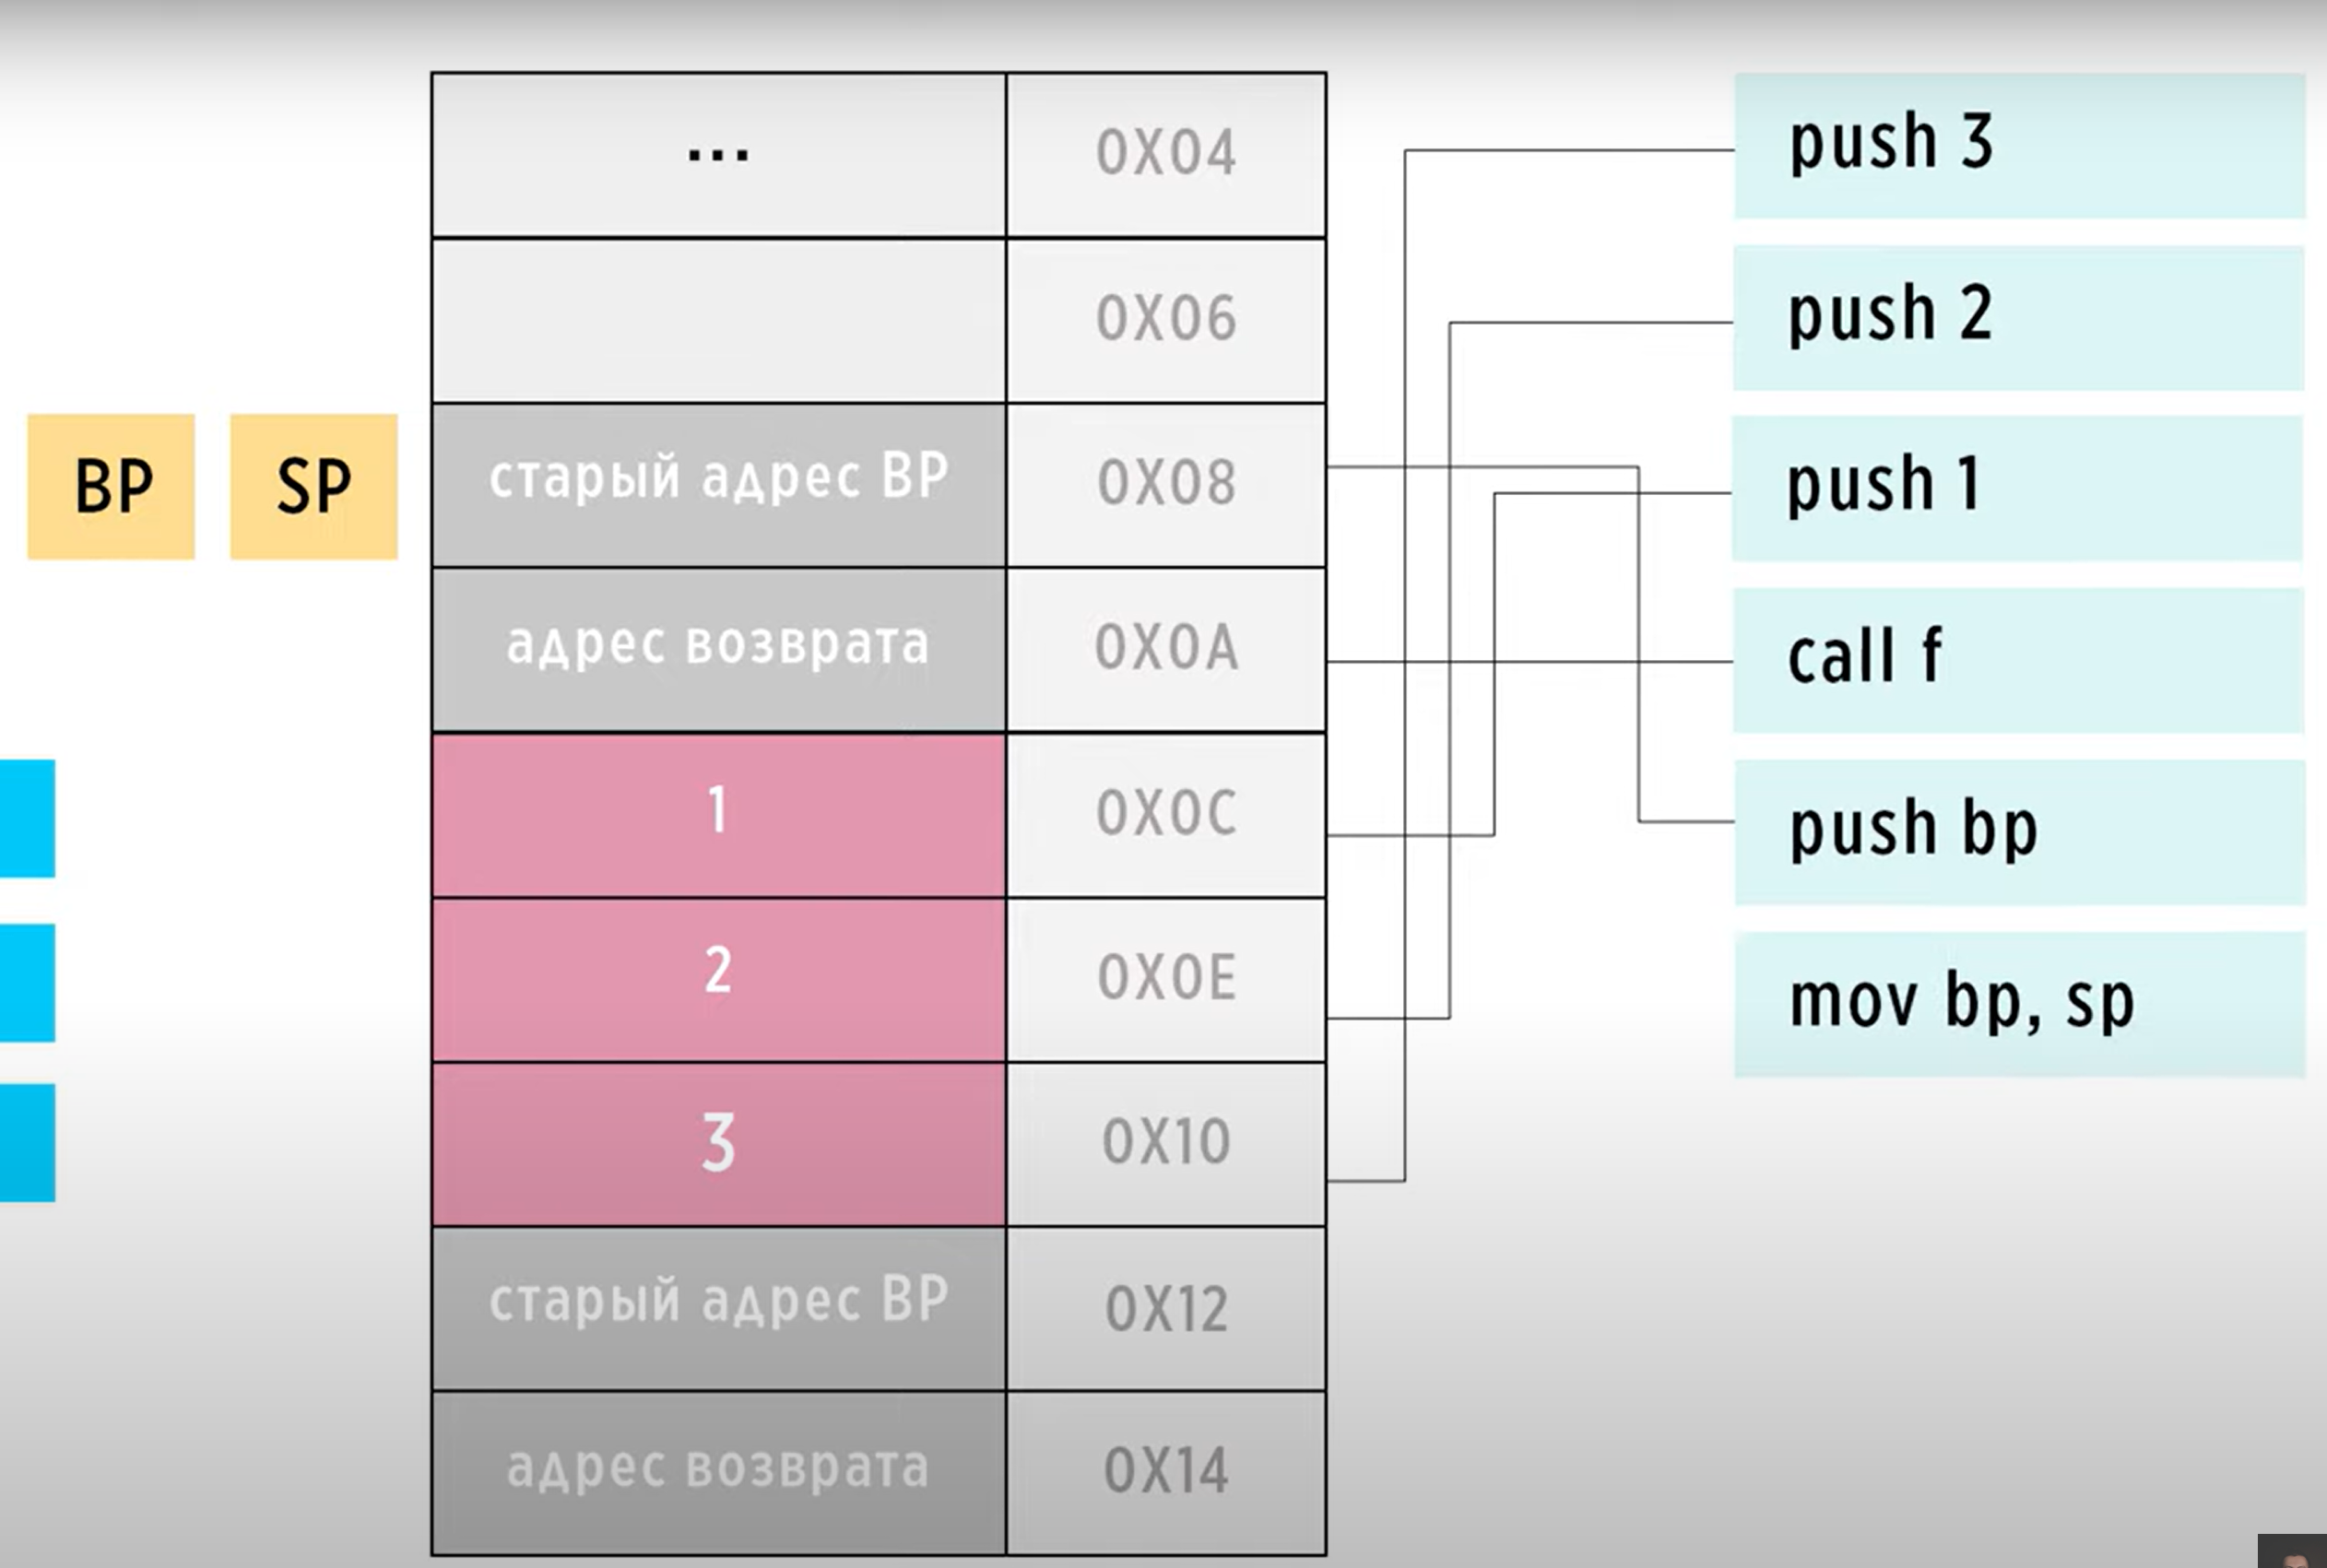 ... 0X04
0X06
BP SP старый адрес BP 0X08
адрес возврата 0X0A
1 0X0C
2 0X0E
3 0X10
старый адрес BP 0X12
адрес возврата 0X14
push 3
push 2
push 1
call f
push bp
mov bp, sp